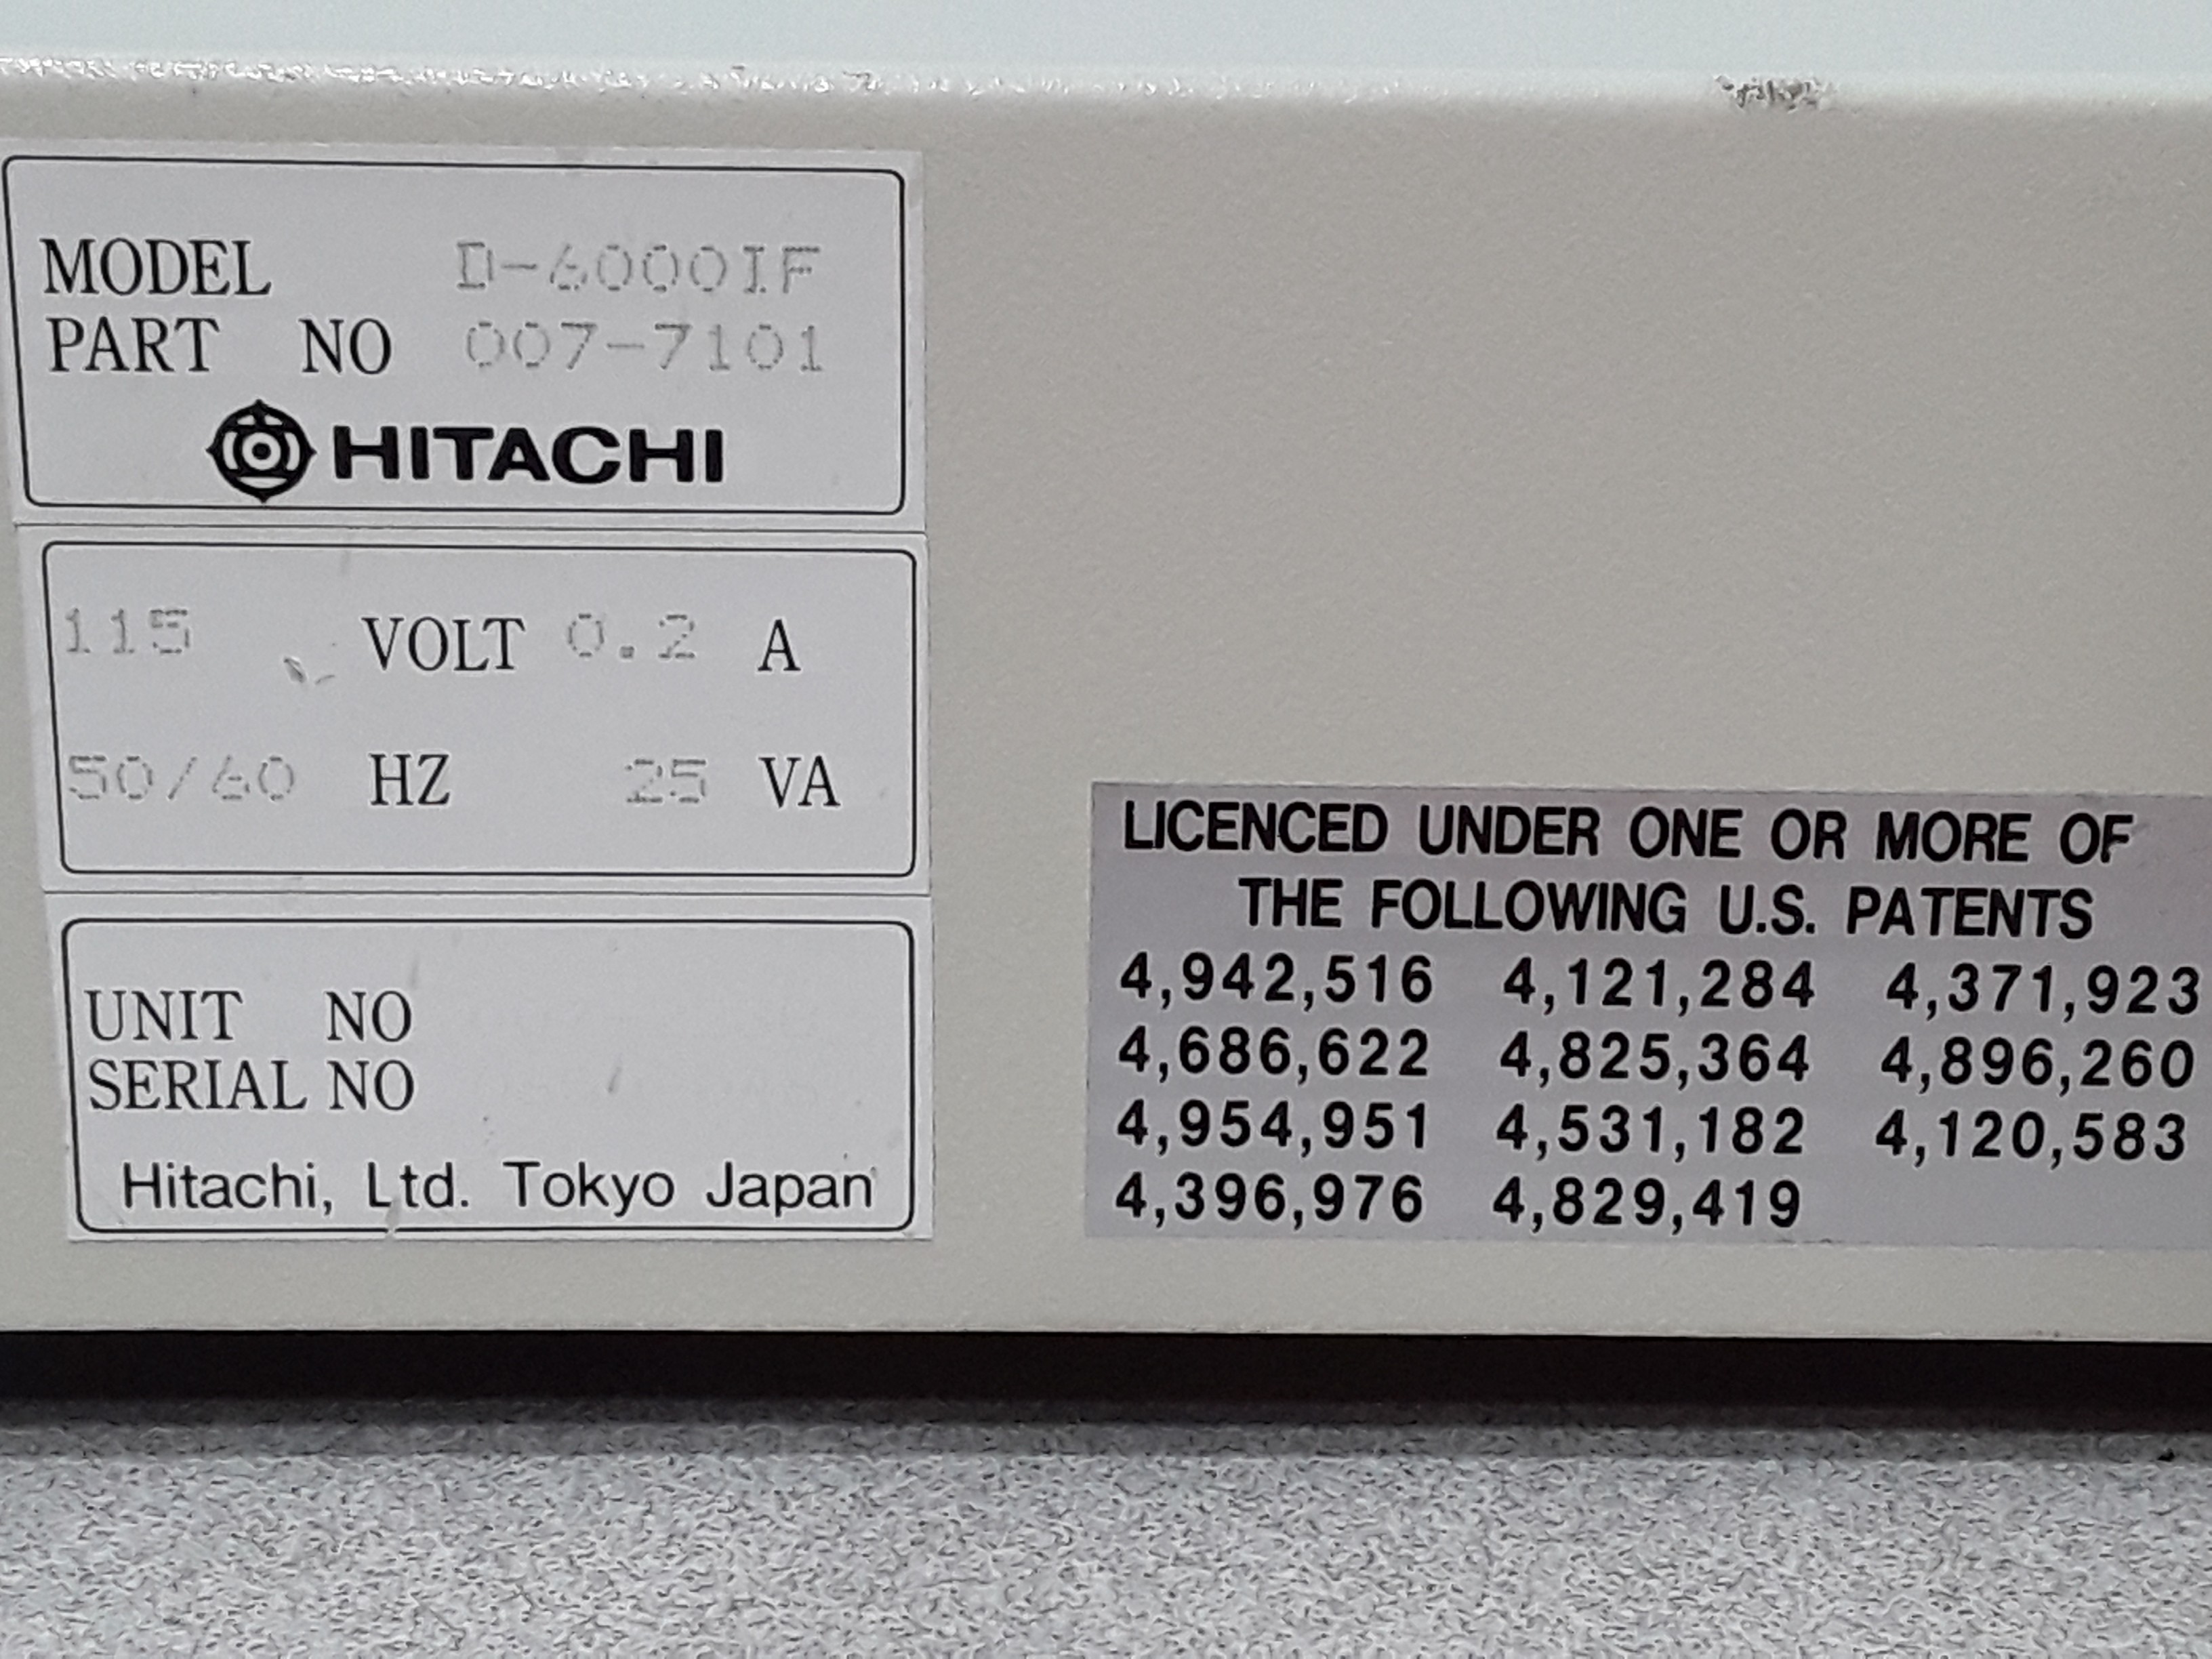 MODEL D-6000IF
PART NO 007-7101
HITACHI
115 VOLT 0.2 A
50/60 HZ 25 VA
UNIT NO
SERIAL NO
Hitachi, Ltd. Tokyo Japan
LICENCED UNDER ONE OR MORE OF
THE FOLLOWING U.S. PATENTS
4,942,516 4,121,284 4,371,923
4,686,622 4,825,364 4,896,260
4,954,951 4,531,182 4,120,583
4,396,976 4,829,419